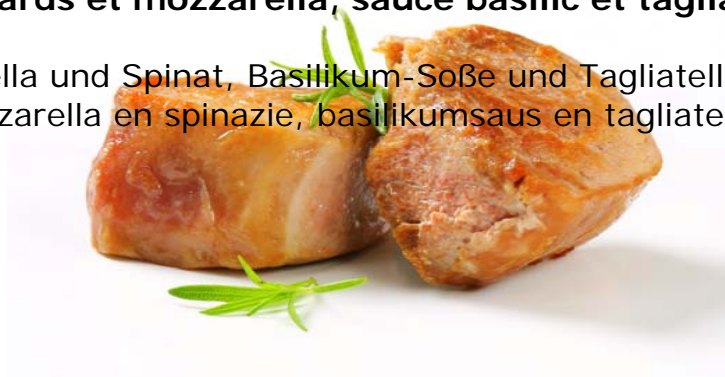 ards et mozzarella, sauce basilic et taglia
ella und Spinat, Basilikum-Soße und Tagliatell
zarella en spinazie, basilikumsaus en tagliate